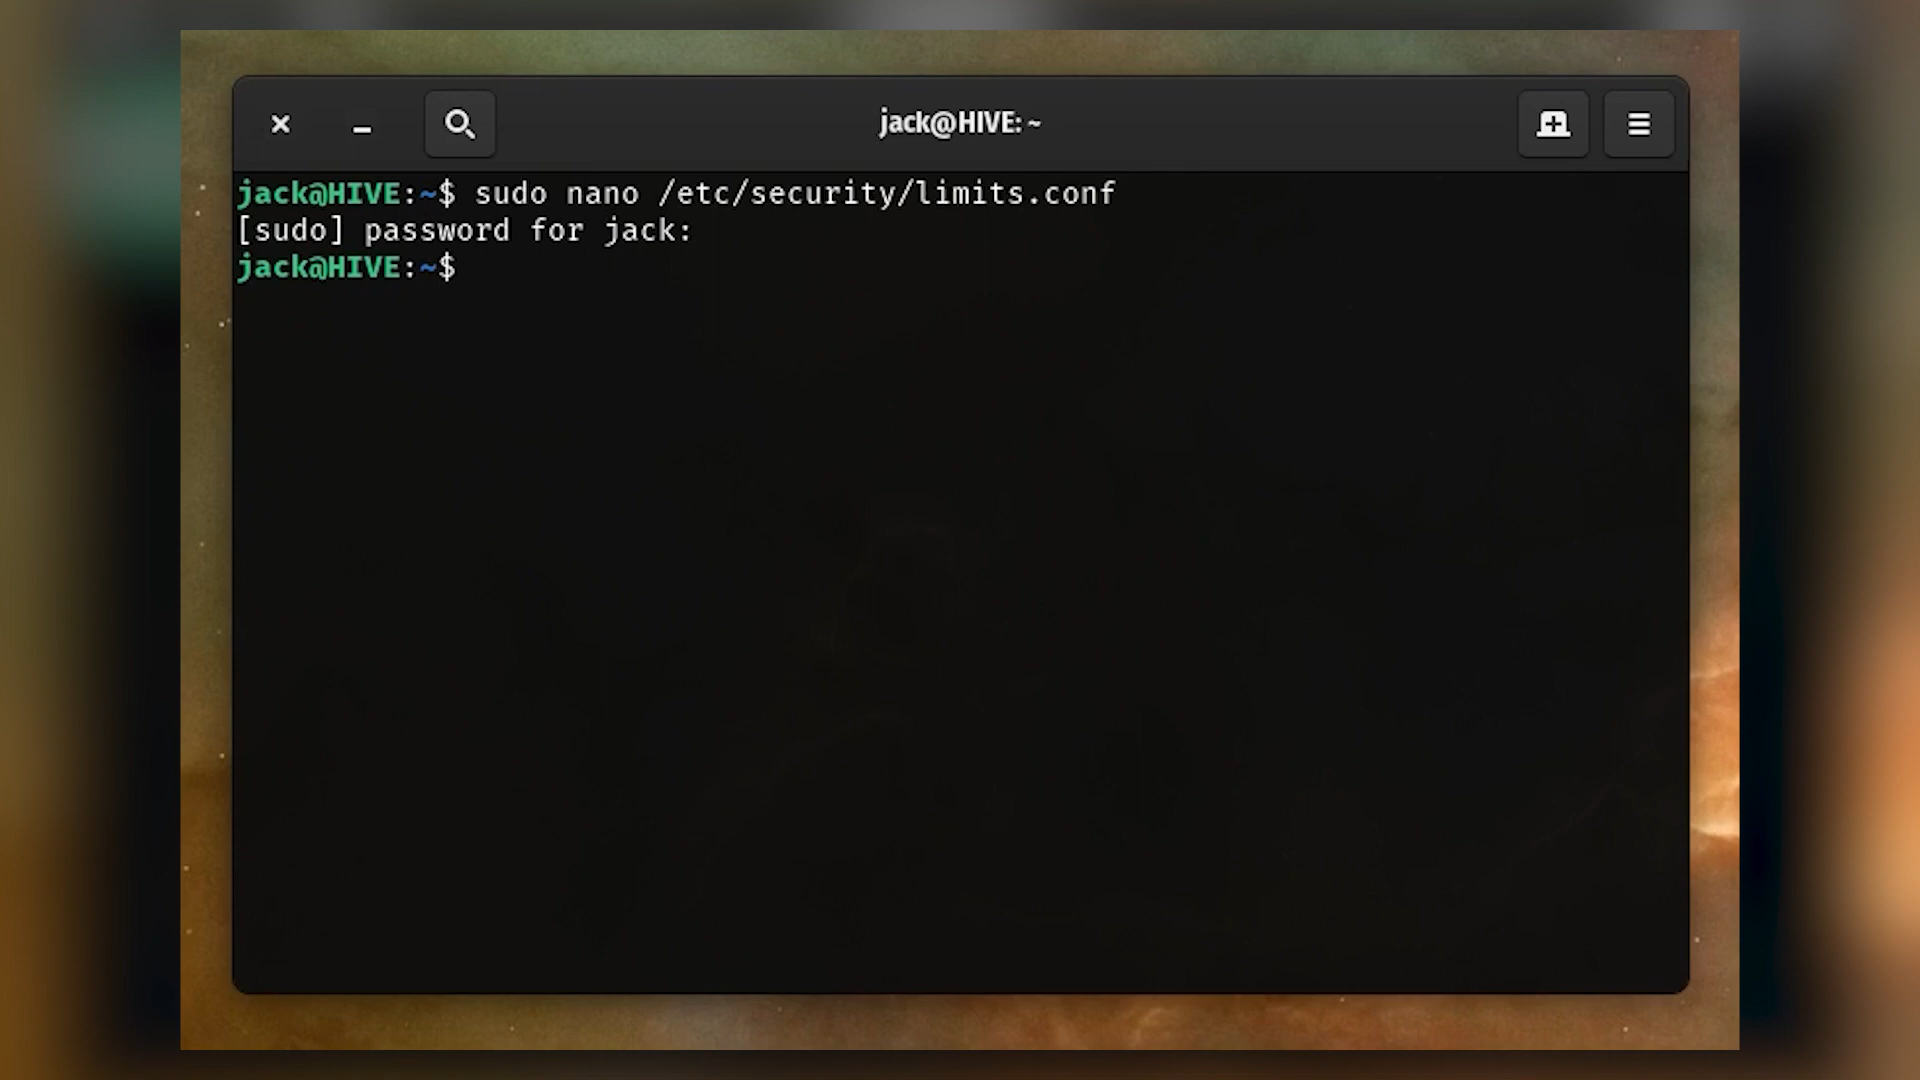 jack@HIVE: ~
jack@HIVE:~$ sudo nano /etc/security/limits.conf
[sudo] password for jack:
jack@HIVE:~$